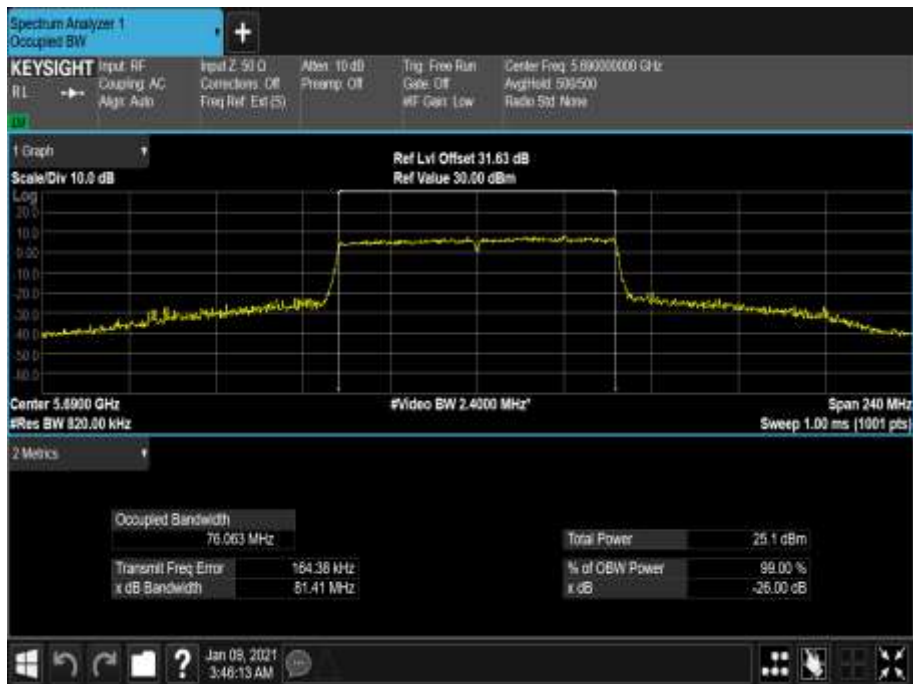 Spectrum Analyzer 1
Occupied BW
+
KEYSIGHT
RL
Input: RF
Coupling: AC
Align: Auto
Input Z: 50 Ω
Corrections: Off
Freq Ref: Ext (S)
Atten: 10 dB
Preamp: Off
Trig: Free Run
Gate: Off
#IF Gain: Low
Center Freq: 5.690000000 GHz
Avg|Hold: 500/500
Radio Std: None
1 Graph
Scale/Div 10.0 dB
Ref Lvl Offset 31.63 dB
Ref Value 30.00 dBm
Log
20.0
10.0
0.00
-10.0
-20.0
-30.0
-40.0
-50.0
-60.0
Center 5.6900 GHz
#Video BW 2.4000 MHz*
Span 240 MHz
#Res BW 820.00 kHz
Sweep 1.00 ms (1001 pts)
2 Metrics
Occupied Bandwidth
76.063 MHz
Total Power 25.1 dBm
Transmit Freq Error 164.38 kHz
% of OBW Power 99.00 %
x dB Bandwidth 81.41 MHz
x dB -26.00 dB
?
Jan 09, 2021
3:46:13 AM